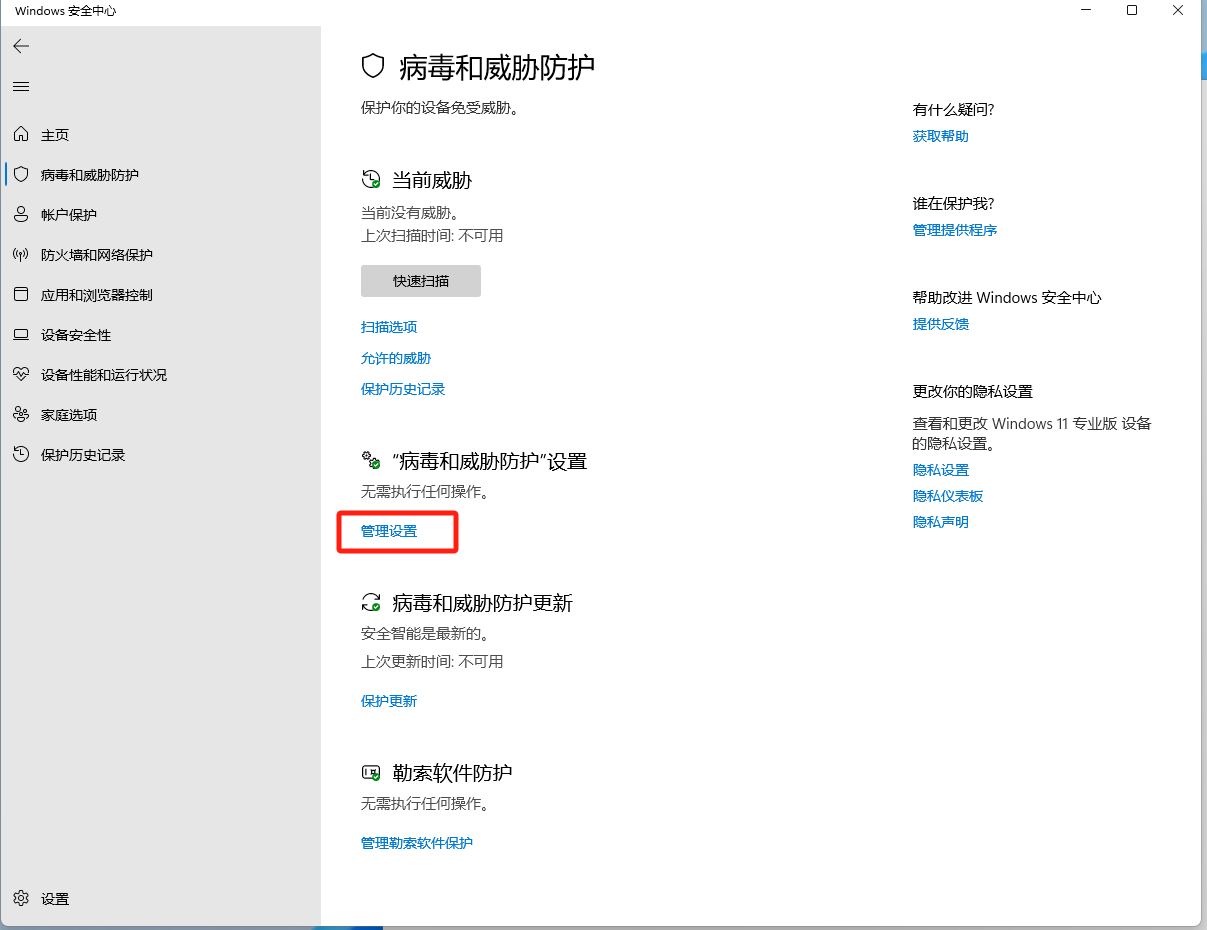 Windows 安全中心
主页
病毒和威胁防护
帐户保护
防火墙和网络保护
应用和浏览器控制
设备安全性
设备性能和运行状况
家庭选项
保护历史记录
设置
病毒和威胁防护
保护你的设备免受威胁。
当前威胁
当前没有威胁。
上次扫描时间: 不可用
快速扫描
扫描选项
允许的威胁
保护历史记录
“病毒和威胁防护”设置
无需执行任何操作。
管理设置
病毒和威胁防护更新
安全智能是最新的。
上次更新时间: 不可用
保护更新
勒索软件防护
无需执行任何操作。
管理勒索软件保护
有什么疑问?
获取帮助
谁在保护我?
管理提供程序
帮助改进 Windows 安全中心
提供反馈
更改你的隐私设置
查看和更改 Windows 11 专业版 设备
的隐私设置。
隐私设置
隐私仪表板
隐私声明